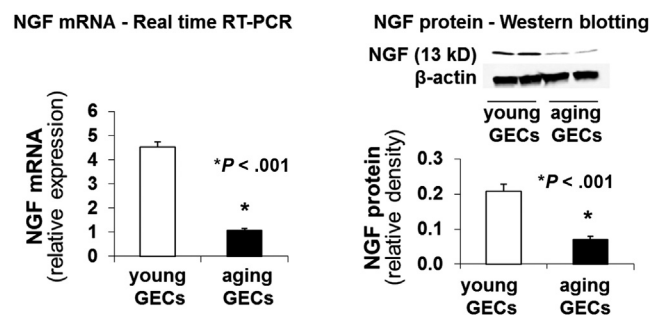 NGF mRNA - Real time RT-PCR
NGF mRNA
(relative expression)
6
5
4
3
2
1
0
*P < .001
*
young
GECs
aging
GECs
NGF protein - Western blotting
NGF (13 kD)
β-actin
young
GECs
aging
GECs
NGF protein
(relative density)
0.3
0.2
0.1
0.0
*P < .001
*
young
GECs
aging
GECs